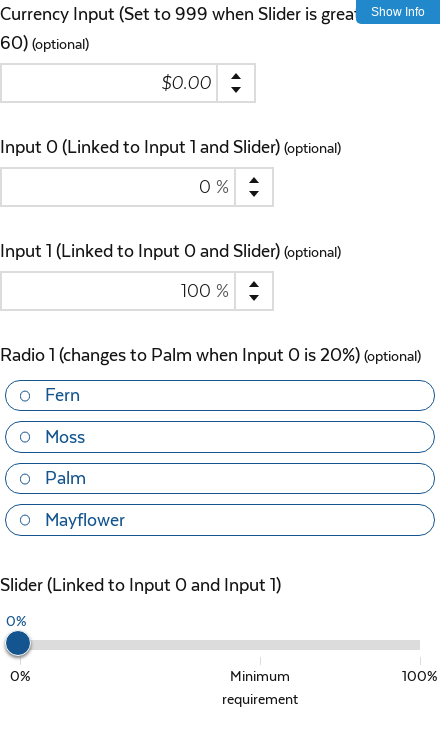 Currency Input (Set to 999 when Slider is
Show Info
60) (optional)
$0.00
Input 0 (Linked to Input 1 and Slider) (optional)
0 %
Input 1 (Linked to Input 0 and Slider) (optional)
100 %
Radio 1 (changes to Palm when Input 0 is 20%) (optional)
Fern
Moss
Palm
Mayflower
Slider (Linked to Input 0 and Input 1)
0%
0% Minimum 100%
requirement